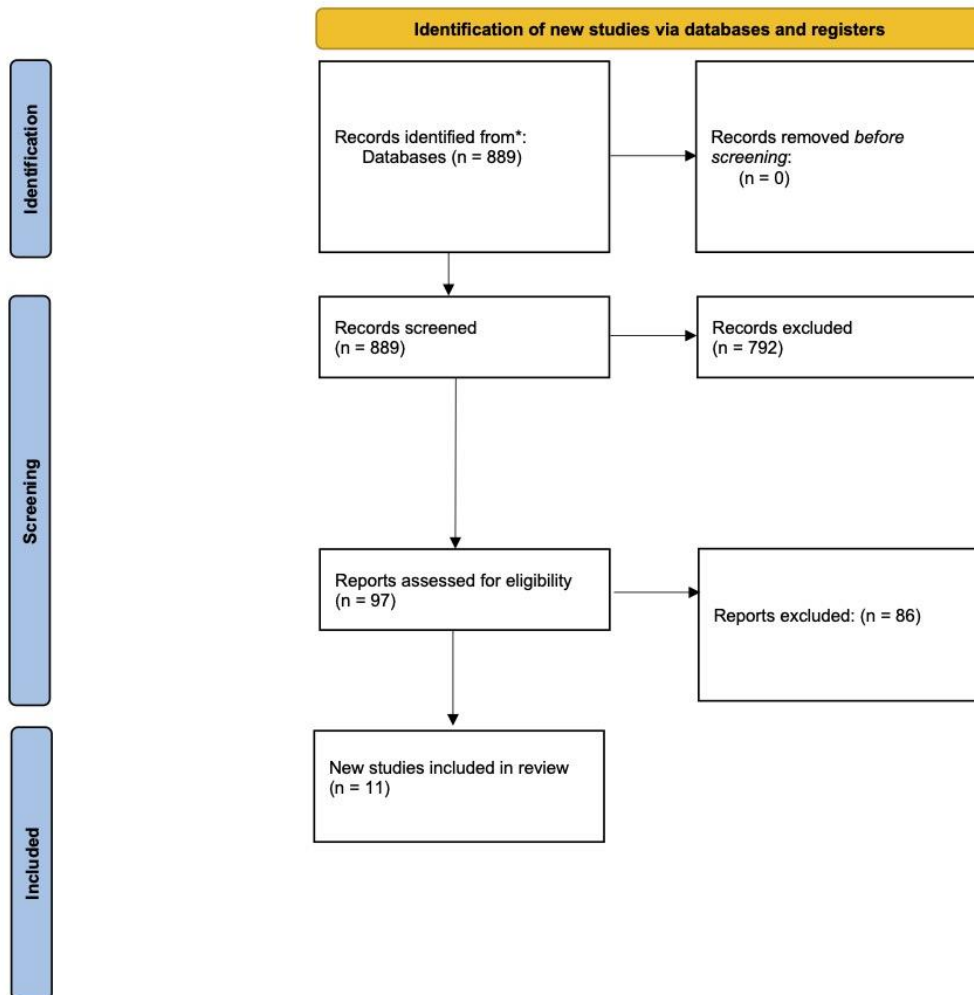 Identification of new studies via databases and registers
Identification
Records identified from*:
Databases (n = 889)
Records removed before
screening:
(n = 0)
Screening
Records screened
(n = 889)
Records excluded
(n = 792)
Reports assessed for eligibility
(n = 97)
Reports excluded: (n = 86)
Included
New studies included in review
(n = 11)